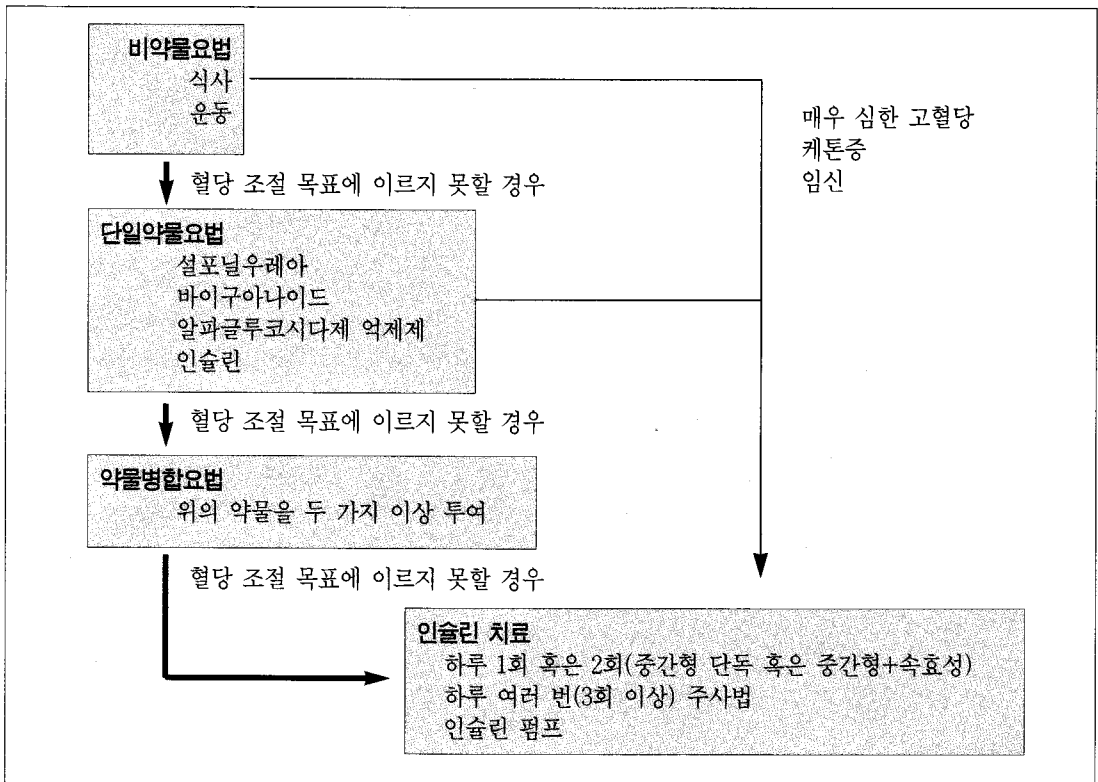 비약물요법
식사
운동
매우 심한 고혈당
케톤증
임신
혈당 조절 목표에 이르지 못할 경우
단일약물요법
설포닐우레아
바이구아나이드
알파글루코시다제 억제제
인슐린
혈당 조절 목표에 이르지 못할 경우
약물병합요법
위의 약물을 두 가지 이상 투여
혈당 조절 목표에 이르지 못할 경우
인슐린 치료
하루 1회 혹은 2회(중간형 단독 혹은 중간형+속효성)
하루 여러 번(3회 이상) 주사법
인슐린 펌프